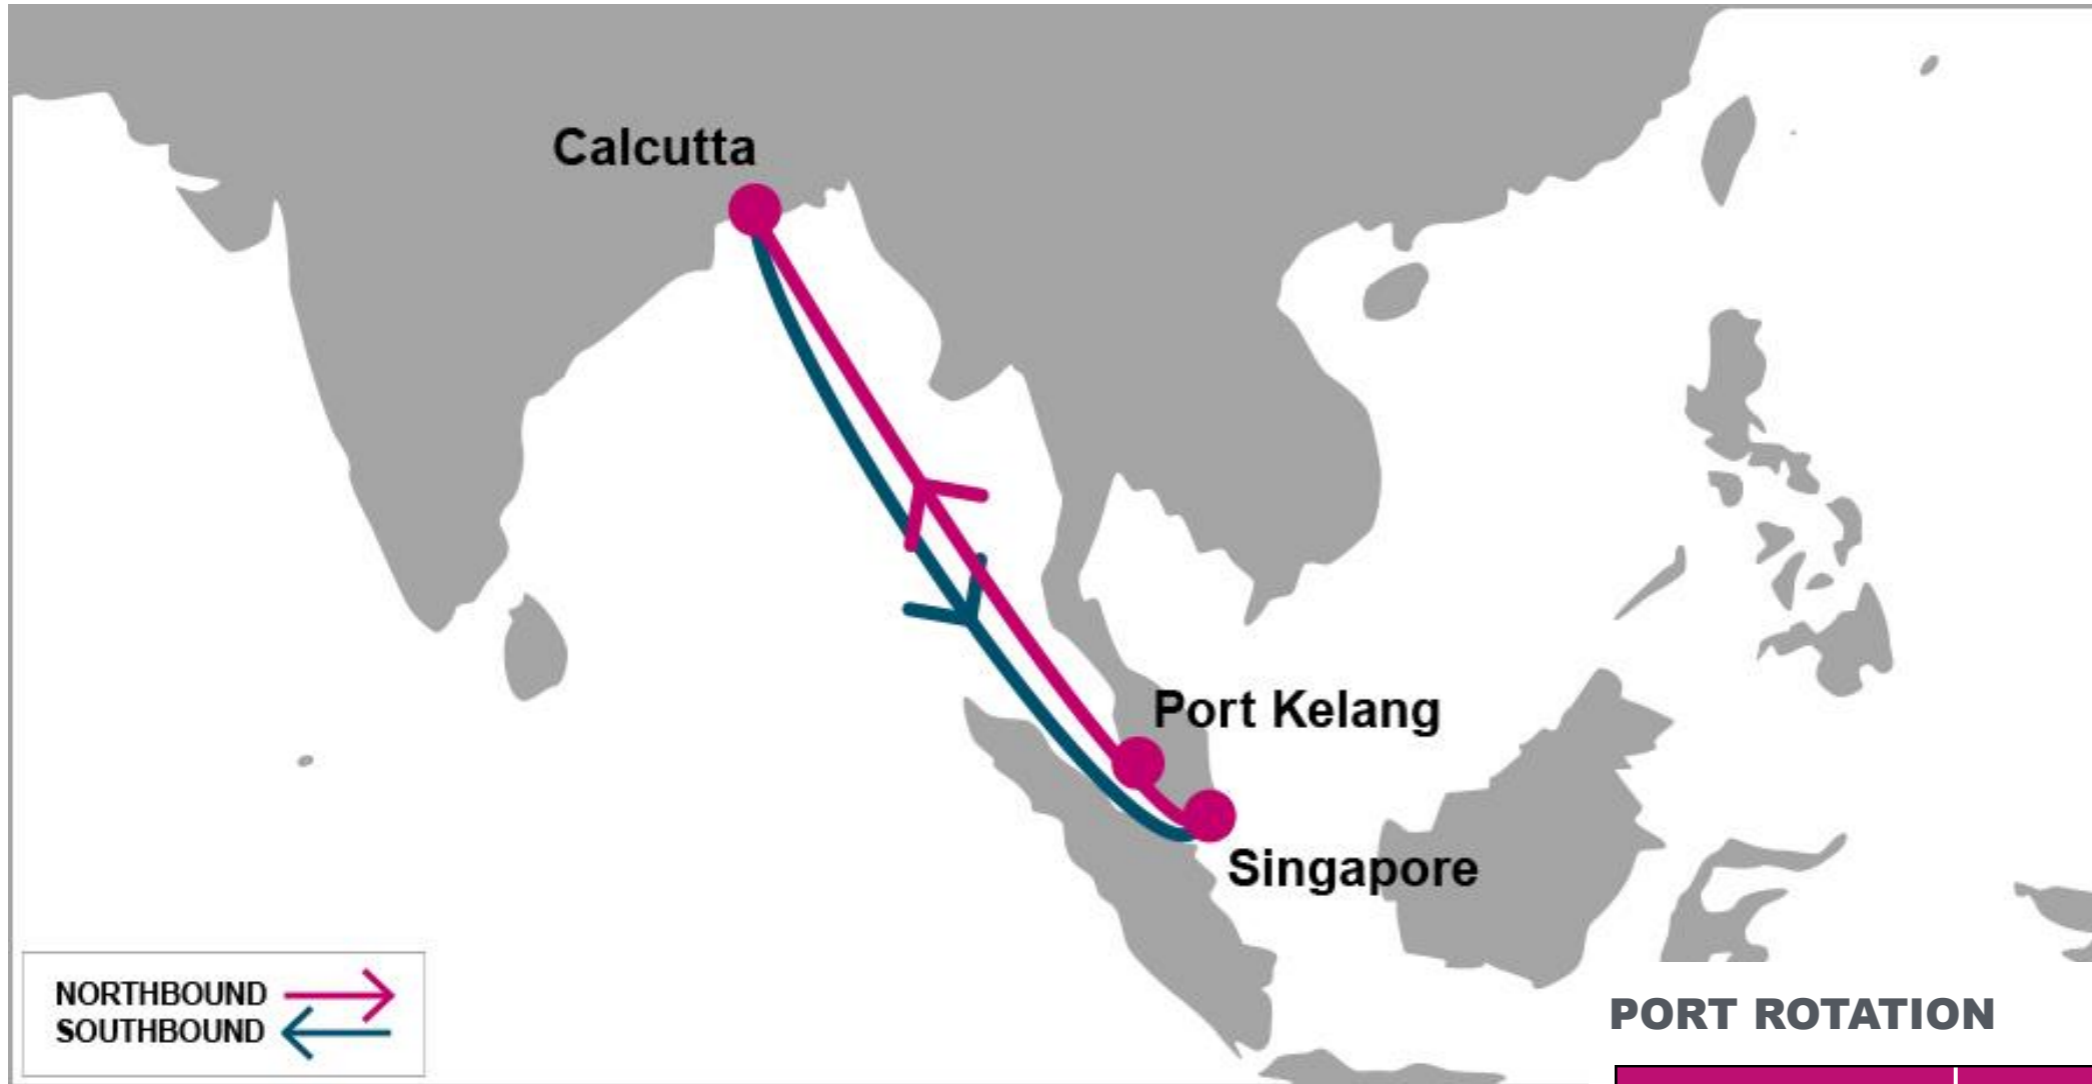 Calcutta
Port Kelang
Singapore
NORTHBOUND
SOUTHBOUND
PORT ROTATION